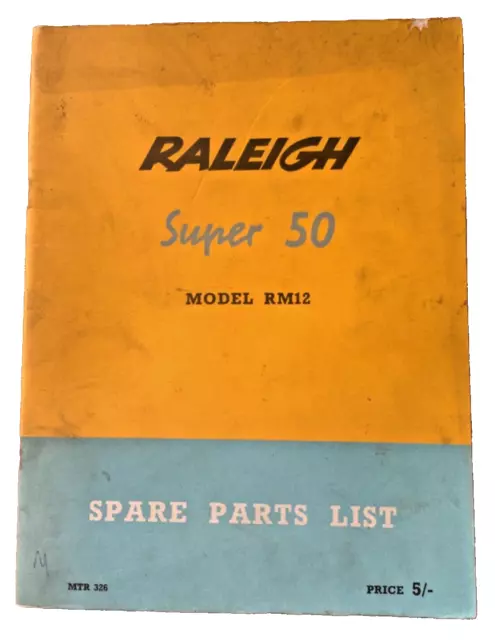 RALEIGH
Super 50
MODEL RM12
SPARE PARTS LIST
MTR 326
PRICE 5/-